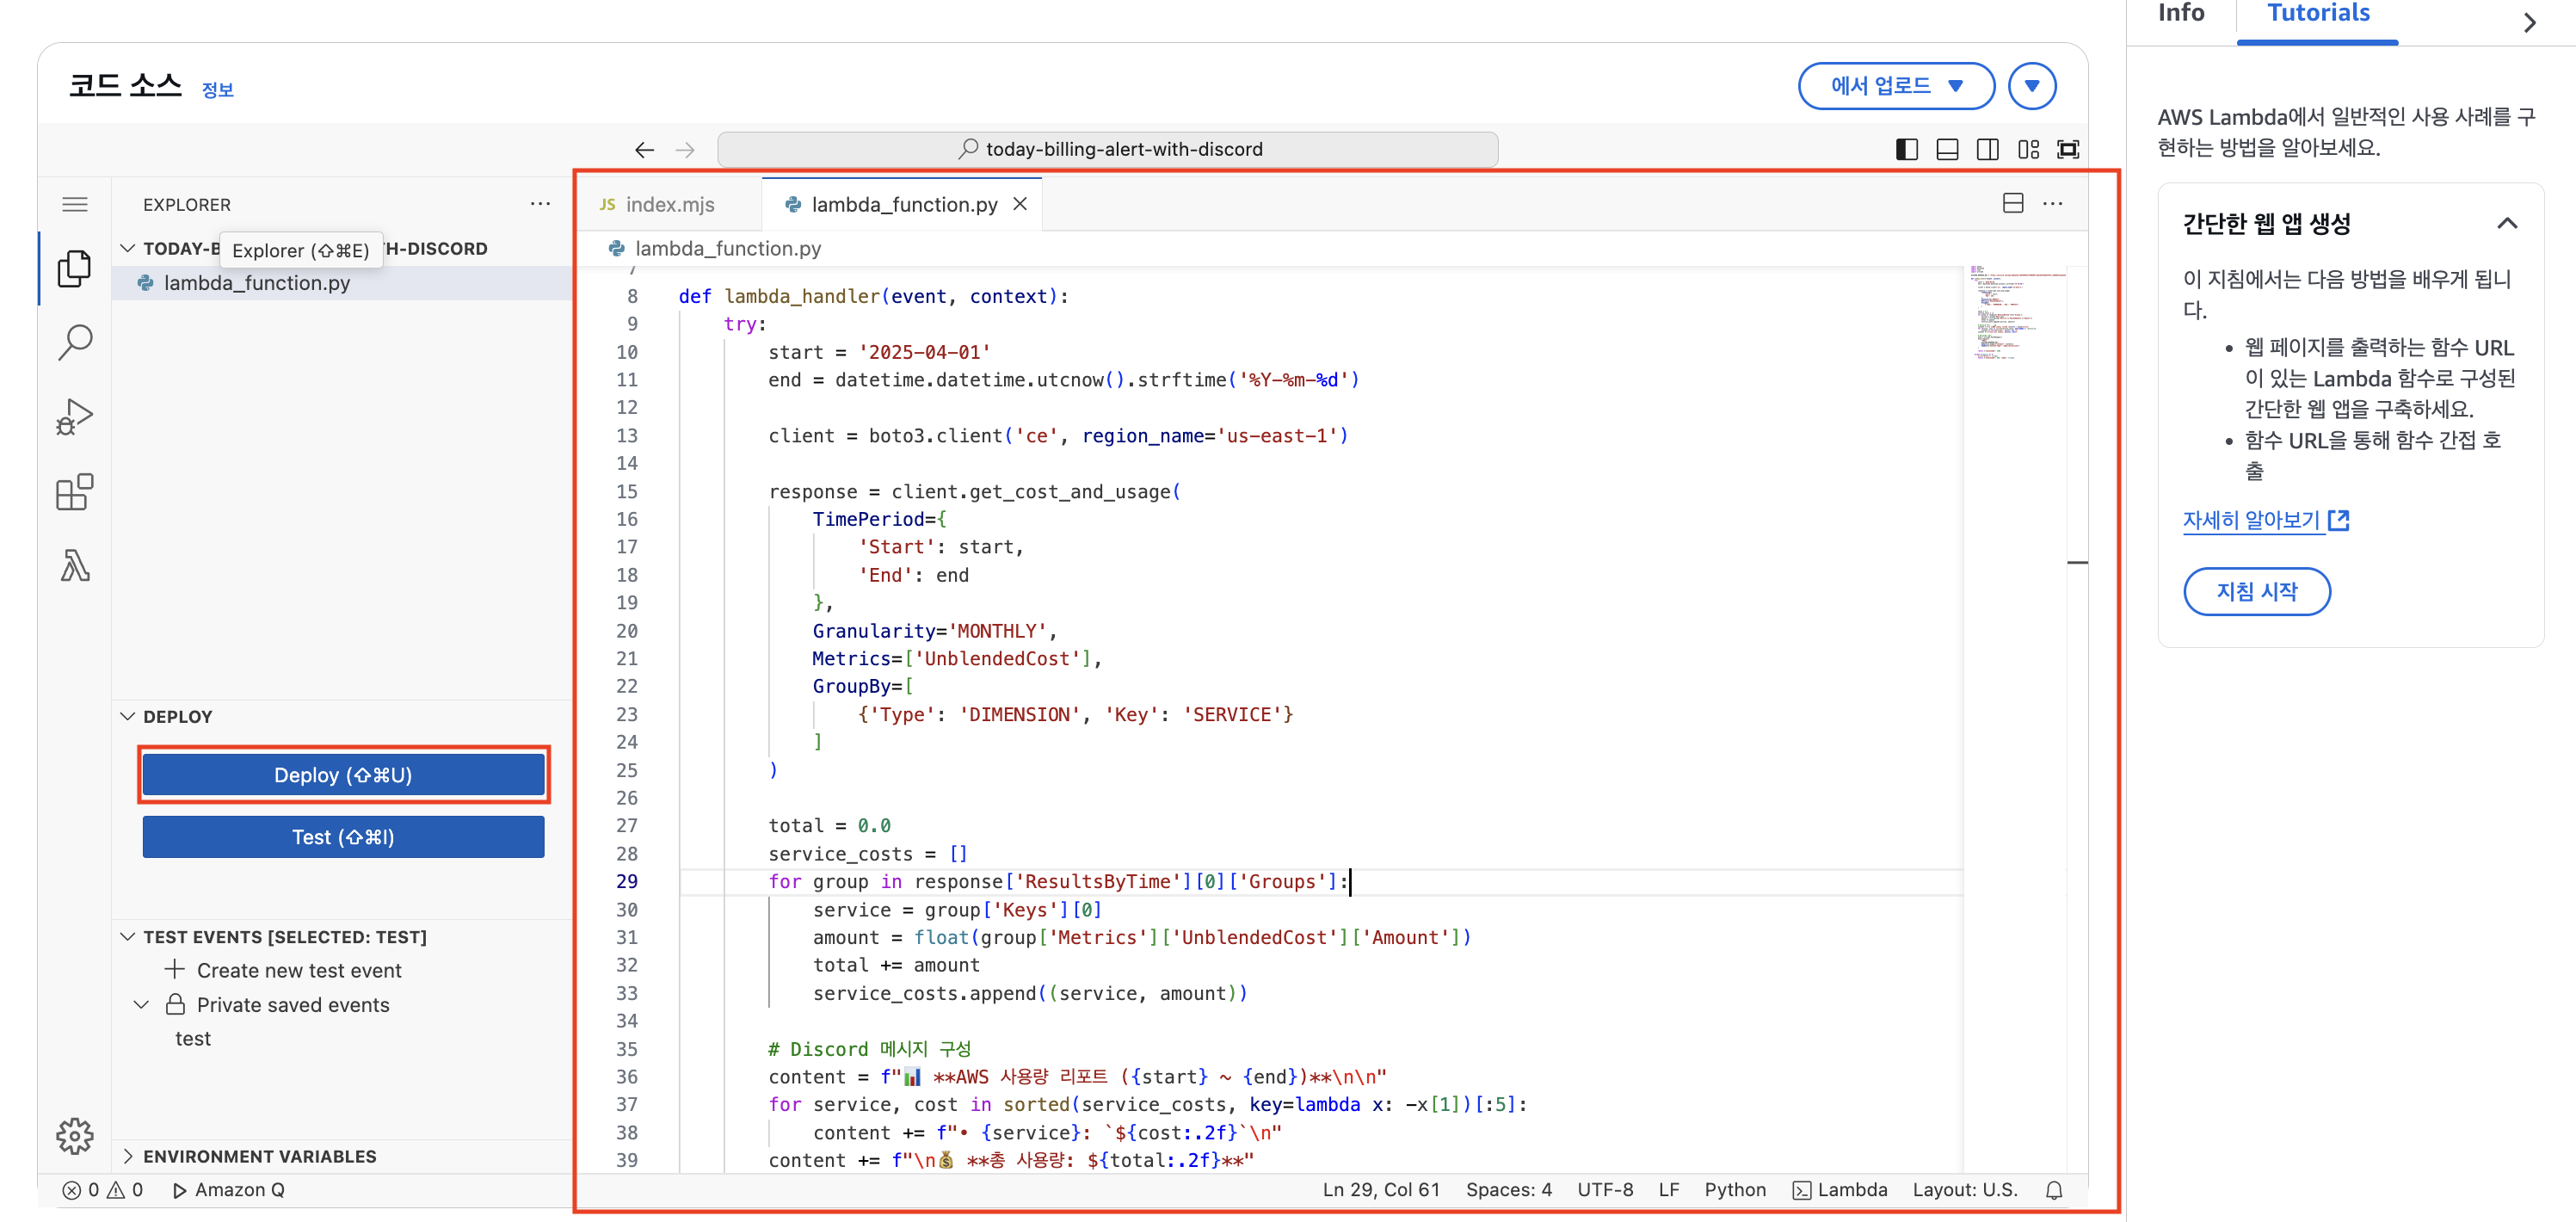 Info
Tutorials
코드 소스 정보
에서 업로드
today-billing-alert-with-discord
EXPLORER
TODAY-B
H-DISCORD
Explorer (⇧⌘E)
lambda_function.py
JS index.mjs
lambda_function.py
lambda_function.py
7
8 def lambda_handler(event, context):
9 try:
10 start = '2025-04-01'
11 end = datetime.datetime.utcnow().strftime('%Y-%m-%d')
12
13 client = boto3.client('ce', region_name='us-east-1')
14
15 response = client.get_cost_and_usage(
16 TimePeriod={
17 'Start': start,
18 'End': end
19 },
20 Granularity='MONTHLY',
21 Metrics=['UnblendedCost'],
22 GroupBy=[
23 {'Type': 'DIMENSION', 'Key': 'SERVICE'}
24 ]
25 )
26
27 total = 0.0
28 service_costs = []
29 for group in response['ResultsByTime'][0]['Groups']:
30 service = group['Keys'][0]
31 amount = float(group['Metrics']['UnblendedCost']['Amount'])
32 total += amount
33 service_costs.append((service, amount))
34
35 # Discord 메시지 구성
36 content = f"📊 **AWS 사용량 리포트 ({start} ~ {end})**\n\n"
37 for service, cost in sorted(service_costs, key=lambda x: -x[1])[:5]:
38 content += f"• {service}: `${cost:.2f}`\n"
39 content += f"\n💰 **총 사용량: ${total:.2f}**"
DEPLOY
Deploy (⇧⌘U)
Test (⇧⌘I)
TEST EVENTS [SELECTED: TEST]
Create new test event
Private saved events
test
ENVIRONMENT VARIABLES
0 0 Amazon Q
Ln 29, Col 61 Spaces: 4 UTF-8 LF Python Lambda Layout: U.S.
AWS Lambda에서 일반적인 사용 사례를 구
현하는 방법을 알아보세요.
간단한 웹 앱 생성
이 지침에서는 다음 방법을 배우게 됩니
다.
• 웹 페이지를 출력하는 함수 URL
이 있는 Lambda 함수로 구성된
간단한 웹 앱을 구축하세요.
• 함수 URL을 통해 함수 간접 호
출
자세히 알아보기
지침 시작